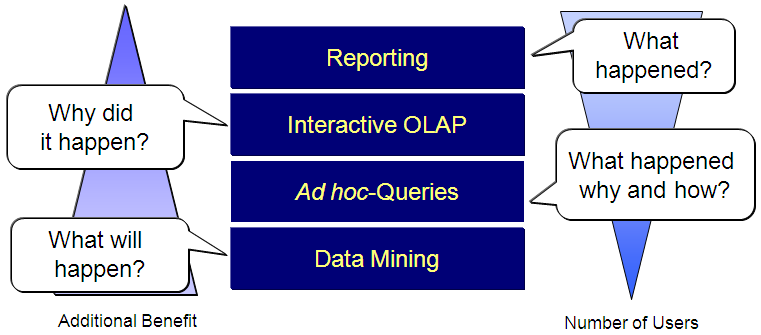 Reporting
What
happened?
Why did
it happen?
Interactive OLAP
Ad hoc-Queries
What happened
why and how?
What will
happen?
Data Mining
Additional Benefit
Number of Users